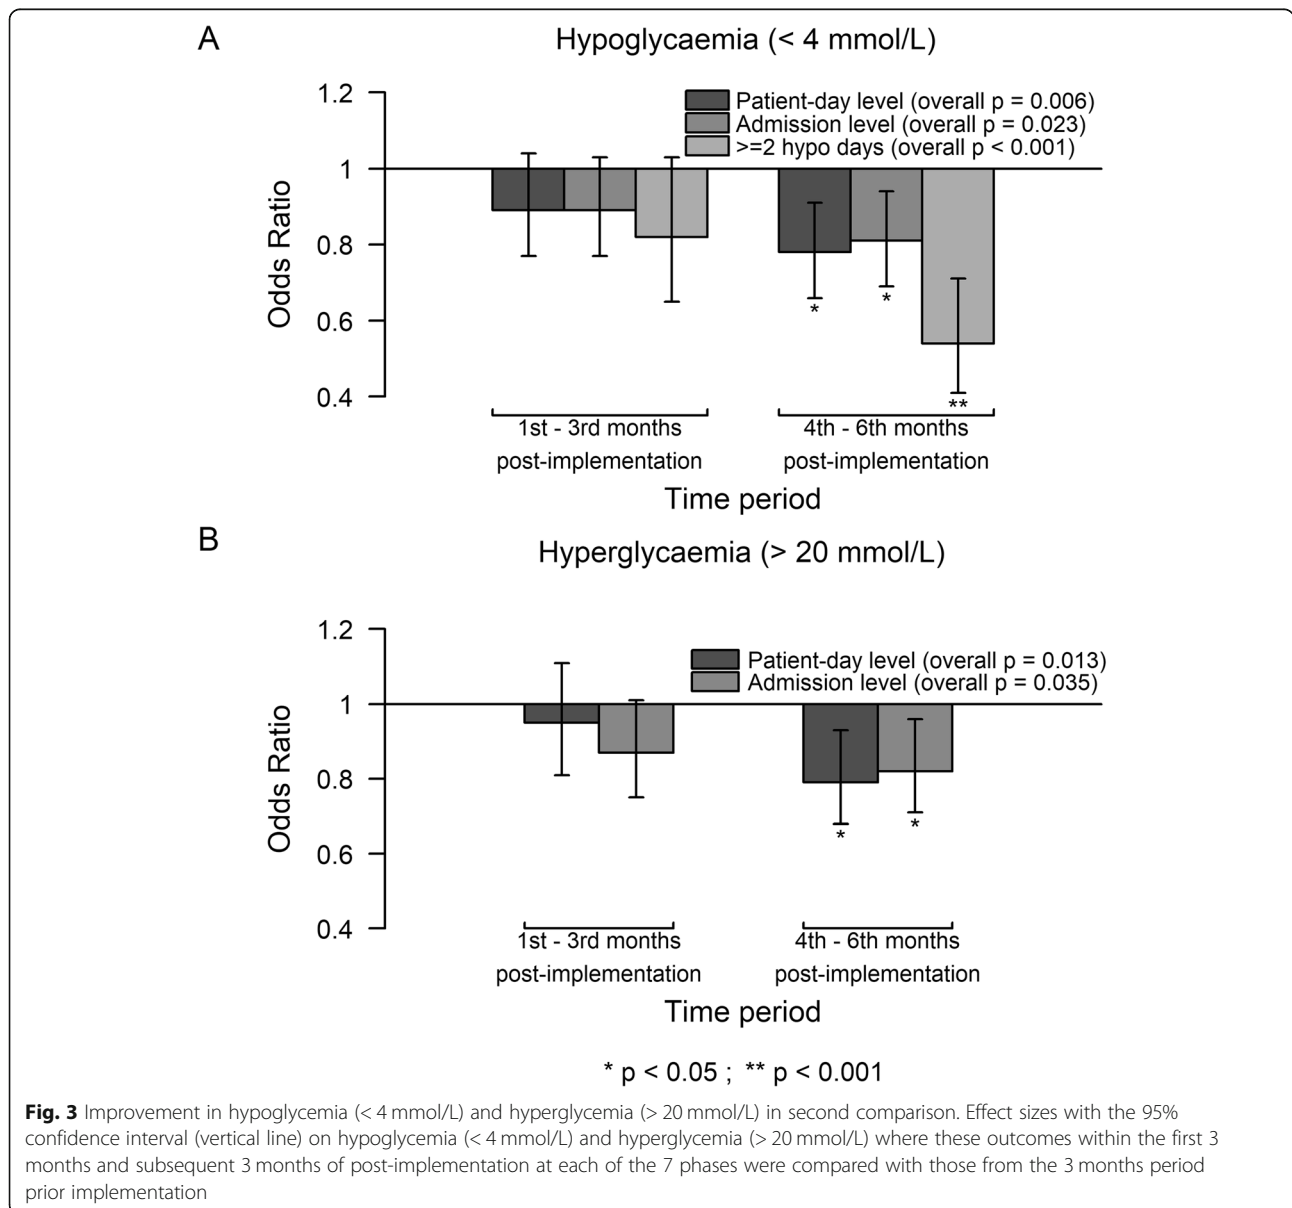 A
Hypoglycaemia (< 4 mmol/L)
1.2
1
0.8
0.6
0.4
Odds Ratio
Patient-day level (overall p = 0.006)
Admission level (overall p = 0.023)
>=2 hypo days (overall p < 0.001)
*
*
**
1st - 3rd months
post-implementation
4th - 6th months
post-implementation
Time period
B
Hyperglycaemia (> 20 mmol/L)
1.2
1
0.8
0.6
0.4
Odds Ratio
Patient-day level (overall p = 0.013)
Admission level (overall p = 0.035)
*
*
1st - 3rd months
post-implementation
4th - 6th months
post-implementation
Time period
* p < 0.05 ; ** p < 0.001
Fig. 3 Improvement in hypoglycemia (< 4 mmol/L) and hyperglycemia (> 20 mmol/L) in second comparison. Effect sizes with the 95%
confidence interval (vertical line) on hypoglycemia (< 4 mmol/L) and hyperglycemia (> 20 mmol/L) where these outcomes within the first 3
months and subsequent 3 months of post-implementation at each of the 7 phases were compared with those from the 3 months period
prior implementation